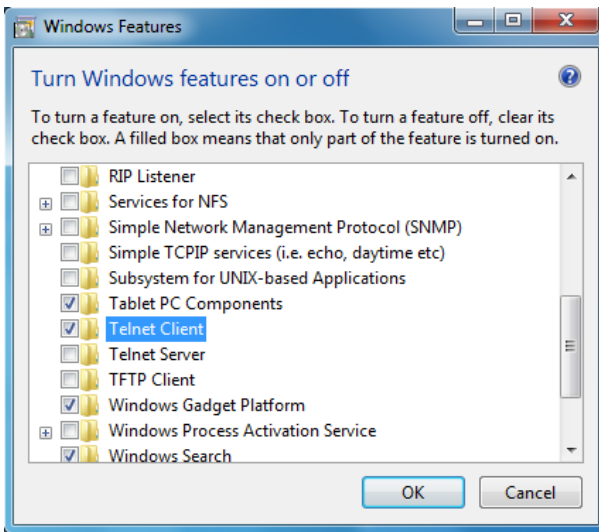 Windows Features
Turn Windows features on or off
To turn a feature on, select its check box. To turn a feature off, clear its
check box. A filled box means that only part of the feature is turned on.
RIP Listener
Services for NFS
Simple Network Management Protocol (SNMP)
Simple TCPIP services (i.e. echo, daytime etc)
Subsystem for UNIX-based Applications
Tablet PC Components
Telnet Client
Telnet Server
TFTP Client
Windows Gadget Platform
Windows Process Activation Service
Windows Search
OK Cancel